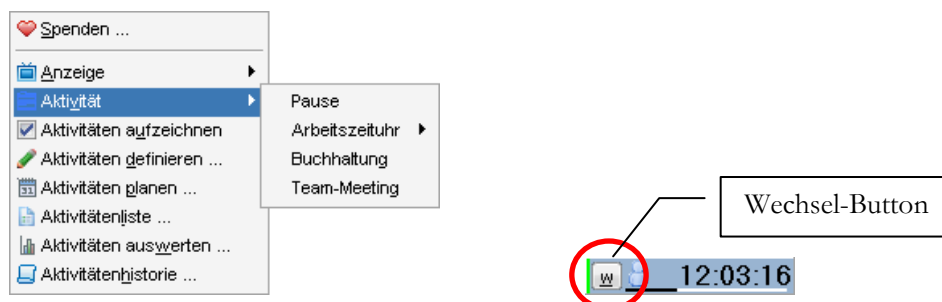 Spenden ...
Anzeige
Aktivität
Aktivitäten aufzeichnen
Aktivitäten definieren ...
Aktivitäten planen ...
Aktivitätenliste ...
Aktivitäten auswerten ...
Aktivitätenhistorie ...
Pause
Arbeitszeituhr
Buchhaltung
Team-Meeting
Wechsel-Button
w 12:03:16